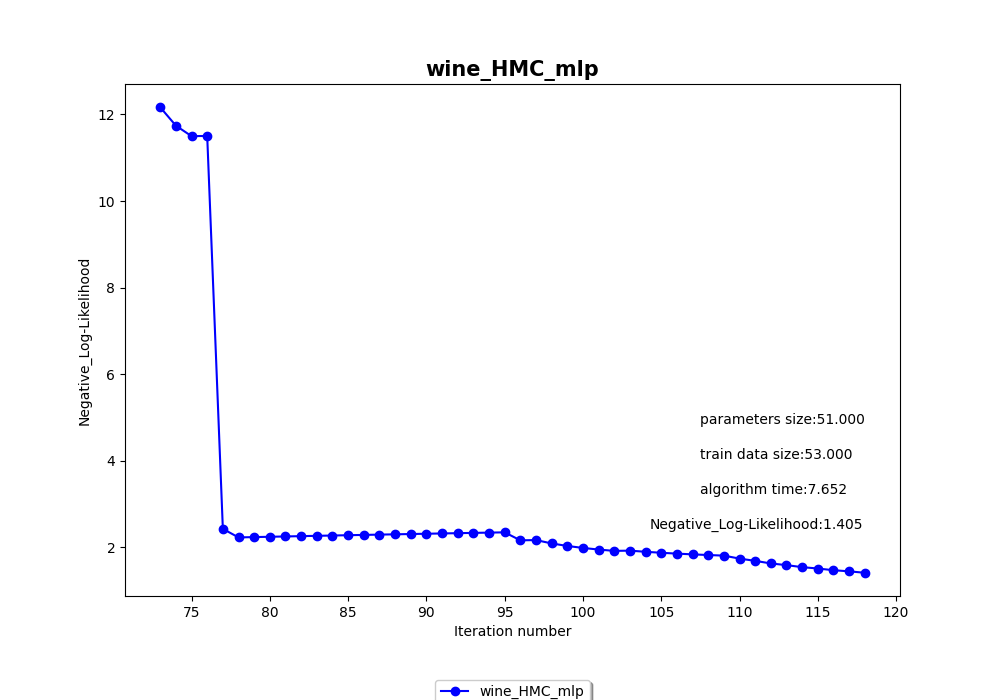 wine_HMC_mlp
12
10
8
6
4
2
Negative_Log-Likelihood
parameters size:51.000
train data size:53.000
algorithm time:7.652
Negative_Log-Likelihood:1.405
75 80 85 90 95 100 105 110 115 120
Iteration number
wine_HMC_mlp